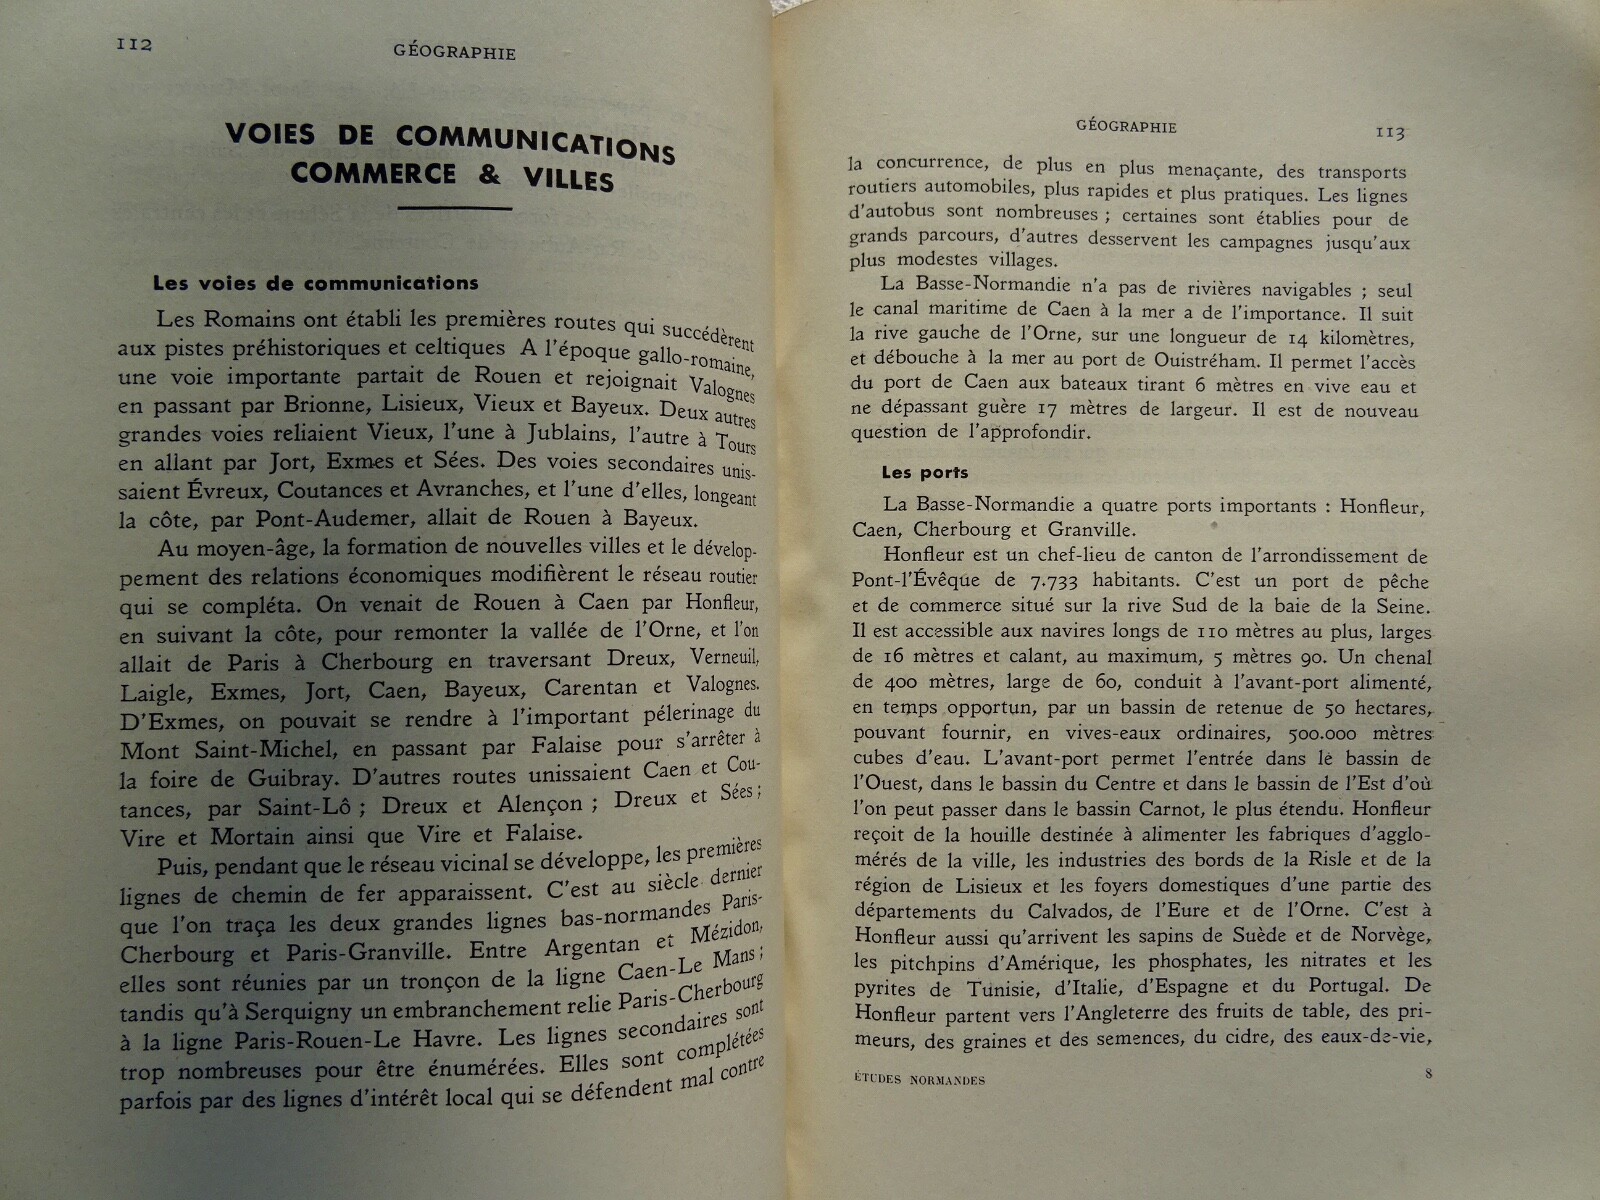 112
GÉOGRAPHIE
VOIES DE COMMUNICATIONS
COMMERCE & VILLES
Les voies de communications
Les Romains ont établi les premières routes qui succédèrent
aux pistes préhistoriques et celtiques A l'époque gallo-romaine,
une voie importante partait de Rouen et rejoignait Valognes
en passant par Brionne, Lisieux, Vieux et Bayeux. Deux autres
grandes voies reliaient Vieux, l'une à Jublains, l'autre à Tours
en allant par Jort, Exmes et Sées. Des voies secondaires unis-
saient Évreux, Coutances et Avranches, et l'une d'elles, longeant
la côte, par Pont-Audemer, allait de Rouen à Bayeux.
Au moyen-âge, la formation de nouvelles villes et le dévelop-
pement des relations économiques modifièrent le réseau routier
qui se compléta. On venait de Rouen à Caen par Honfleur,
en suivant la côte, pour remonter la vallée de l'Orne, et l'on
allait de Paris à Cherbourg en traversant Dreux, Verneuil,
Laigle, Exmes, Jort, Caen, Bayeux, Carentan et Valognes.
D'Exmes, on pouvait se rendre à l'important pélerinage du
Mont Saint-Michel, en passant par Falaise pour s'arrêter à
la foire de Guibray. D'autres routes unissaient Caen et Cou-
tances, par Saint-Lô ; Dreux et Alençon ; Dreux et Sées ;
Vire et Mortain ainsi que Vire et Falaise.
Puis, pendant que le réseau vicinal se développe, les premières
lignes de chemin de fer apparaissent. C'est au siècle dernier
que l'on traça les deux grandes lignes bas-normandes Paris-
Cherbourg et Paris-Granville. Entre Argentan et Mézidon,
elles sont réunies par un tronçon de la ligne Caen-Le Mans ;
tandis qu'à Serquigny un embranchement relie Paris-Cherbourg
à la ligne Paris-Rouen-Le Havre. Les lignes secondaires sont
trop nombreuses pour être énumérées. Elles sont complétées
parfois par des lignes d'intérêt local qui se défendent mal contre
GÉOGRAPHIE
113
la concurrence, de plus en plus menaçante, des transports
routiers automobiles, plus rapides et plus pratiques. Les lignes
d'autobus sont nombreuses ; certaines sont établies pour de
grands parcours, d'autres desservent les campagnes jusqu'aux
plus modestes villages.
La Basse-Normandie n'a pas de rivières navigables ; seul
le canal maritime de Caen à la mer a de l'importance. Il suit
la rive gauche de l'Orne, sur une longueur de 14 kilomètres,
et débouche à la mer au port de Ouistréham. Il permet l'accès
du port de Caen aux bateaux tirant 6 mètres en vive eau et
ne dépassant guère 17 mètres de largeur. Il est de nouveau
question de l'approfondir.
Les ports
La Basse-Normandie a quatre ports importants : Honfleur,
Caen, Cherbourg et Granville.
Honfleur est un chef-lieu de canton de l'arrondissement de
Pont-l'Évêque de 7.733 habitants. C'est un port de pêche
et de commerce situé sur la rive Sud de la baie de la Seine.
Il est accessible aux navires longs de 110 mètres au plus, larges
de 16 mètres et calant, au maximum, 5 mètres 90. Un chenal
de 400 mètres, large de 60, conduit à l'avant-port alimenté,
en temps opportun, par un bassin de retenue de 50 hectares,
pouvant fournir, en vives-eaux ordinaires, 500.000 mètres
cubes d'eau. L'avant-port permet l'entrée dans le bassin de
l'Ouest, dans le bassin du Centre et dans le bassin de l'Est d'où
l'on peut passer dans le bassin Carnot, le plus étendu. Honfleur
reçoit de la houille destinée à alimenter les fabriques d'agglo-
mérés de la ville, les industries des bords de la Risle et de la
région de Lisieux et les foyers domestiques d'une partie des
départements du Calvados, de l'Eure et de l'Orne. C'est à
Honfleur aussi qu'arrivent les sapins de Suède et de Norvège,
les pitchpins d'Amérique, les phosphates, les nitrates et les
pyrites de Tunisie, d'Italie, d'Espagne et du Portugal. De
Honfleur partent vers l'Angleterre des fruits de table, des pri-
meurs, des graines et des semences, du cidre, des eaux-de-vie,
ÉTUDES NORMANDES
8